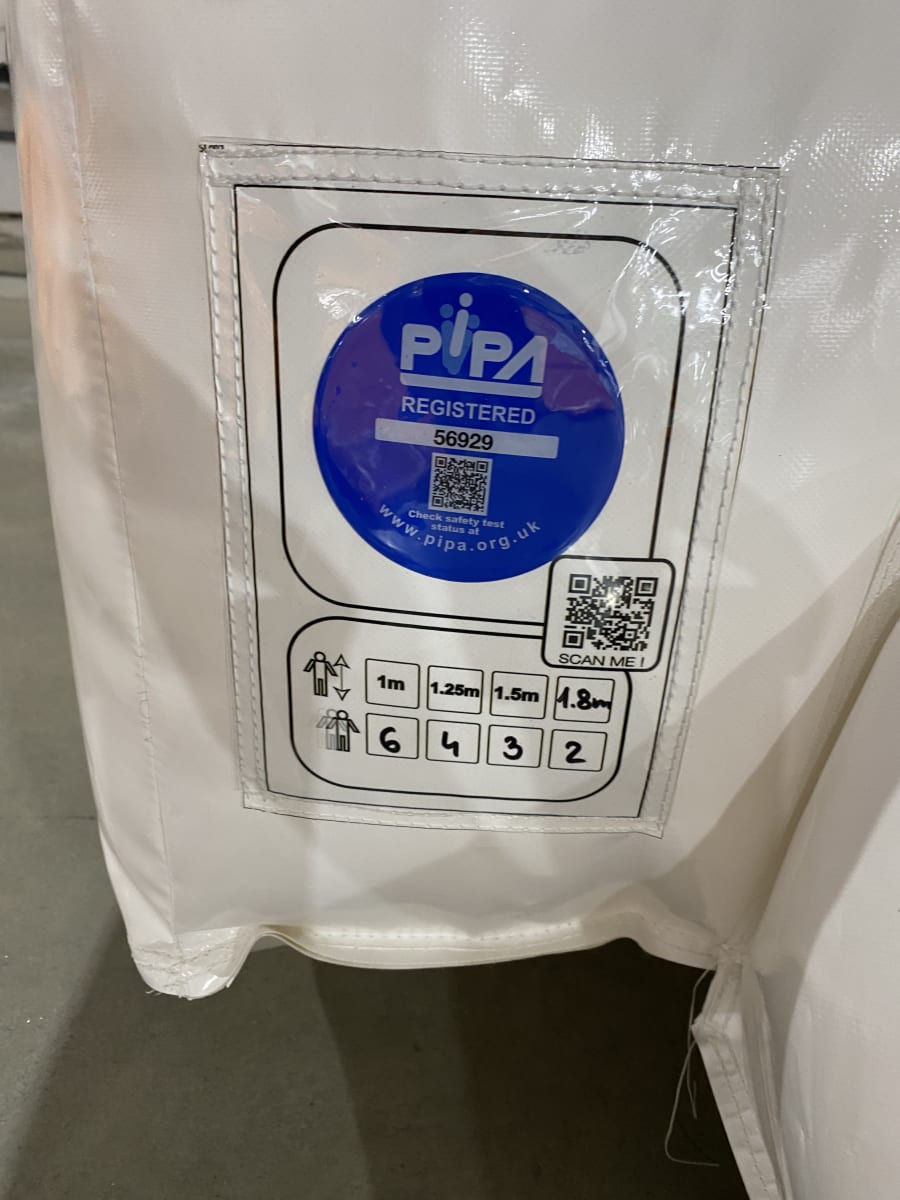 PiPA
REGISTERED
56929
Check safety test
status at
www.pipa.org.uk
SCAN ME !
1m 1.25m 1.5m 1.8m
6 4 3 2